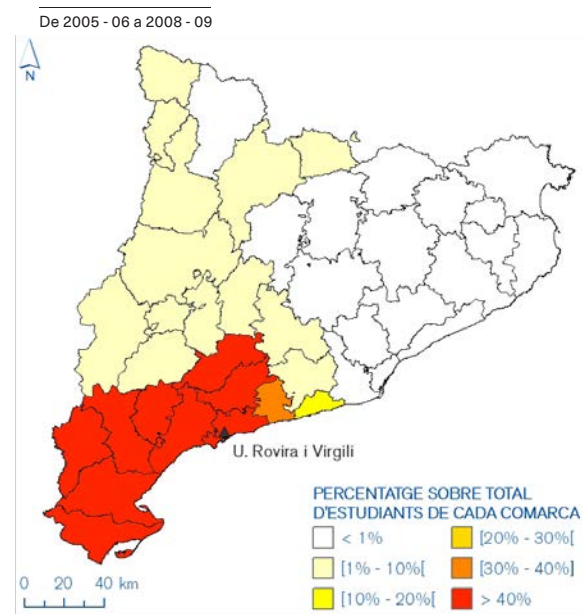 De 2005 - 06 a 2008 - 09
N
U. Rovira i Virgili
PERCENTATGE SOBRE TOTAL
D'ESTUDIANTS DE CADA COMARCA
< 1%
[20% - 30%[
[1% - 10%[
[30% - 40%]
[10% - 20%[
> 40%
0 20 40 km